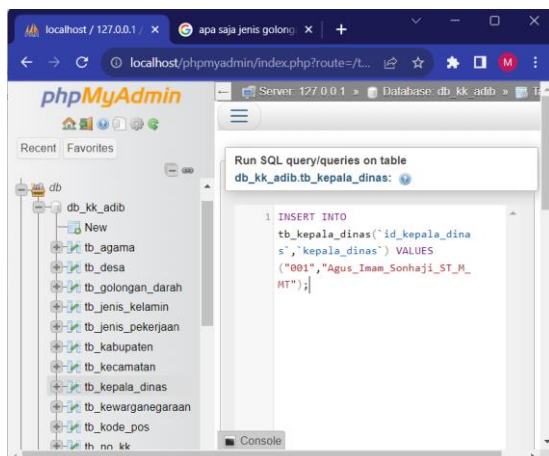 localhost / 127.0.0.1 /
apa saja jenis golong
localhost/phpmyadmin/index.php?route=/t...
M
phpMyAdmin
Server: 127.0.0.1 » Database: db_kk_adib »
Recent Favorites
Run SQL query/queries on table
db_kk_adib.tb_kepala_dinas:
db
db_kk_adib
New
tb_agama
tb_desa
tb_golongan_darah
tb_jenis_kelamin
tb_jenis_pekerjaan
tb_kabupaten
tb_kecamatan
tb_kepala_dinas
tb_kewarganegaraan
tb_kode_pos
tb_no_kk
1 INSERT INTO
tb_kepala_dinas(`id_kepala_dina
s`,`kepala_dinas`) VALUES
("001","Agus_Imam_Sonhaji_ST_M_
MT");
Console